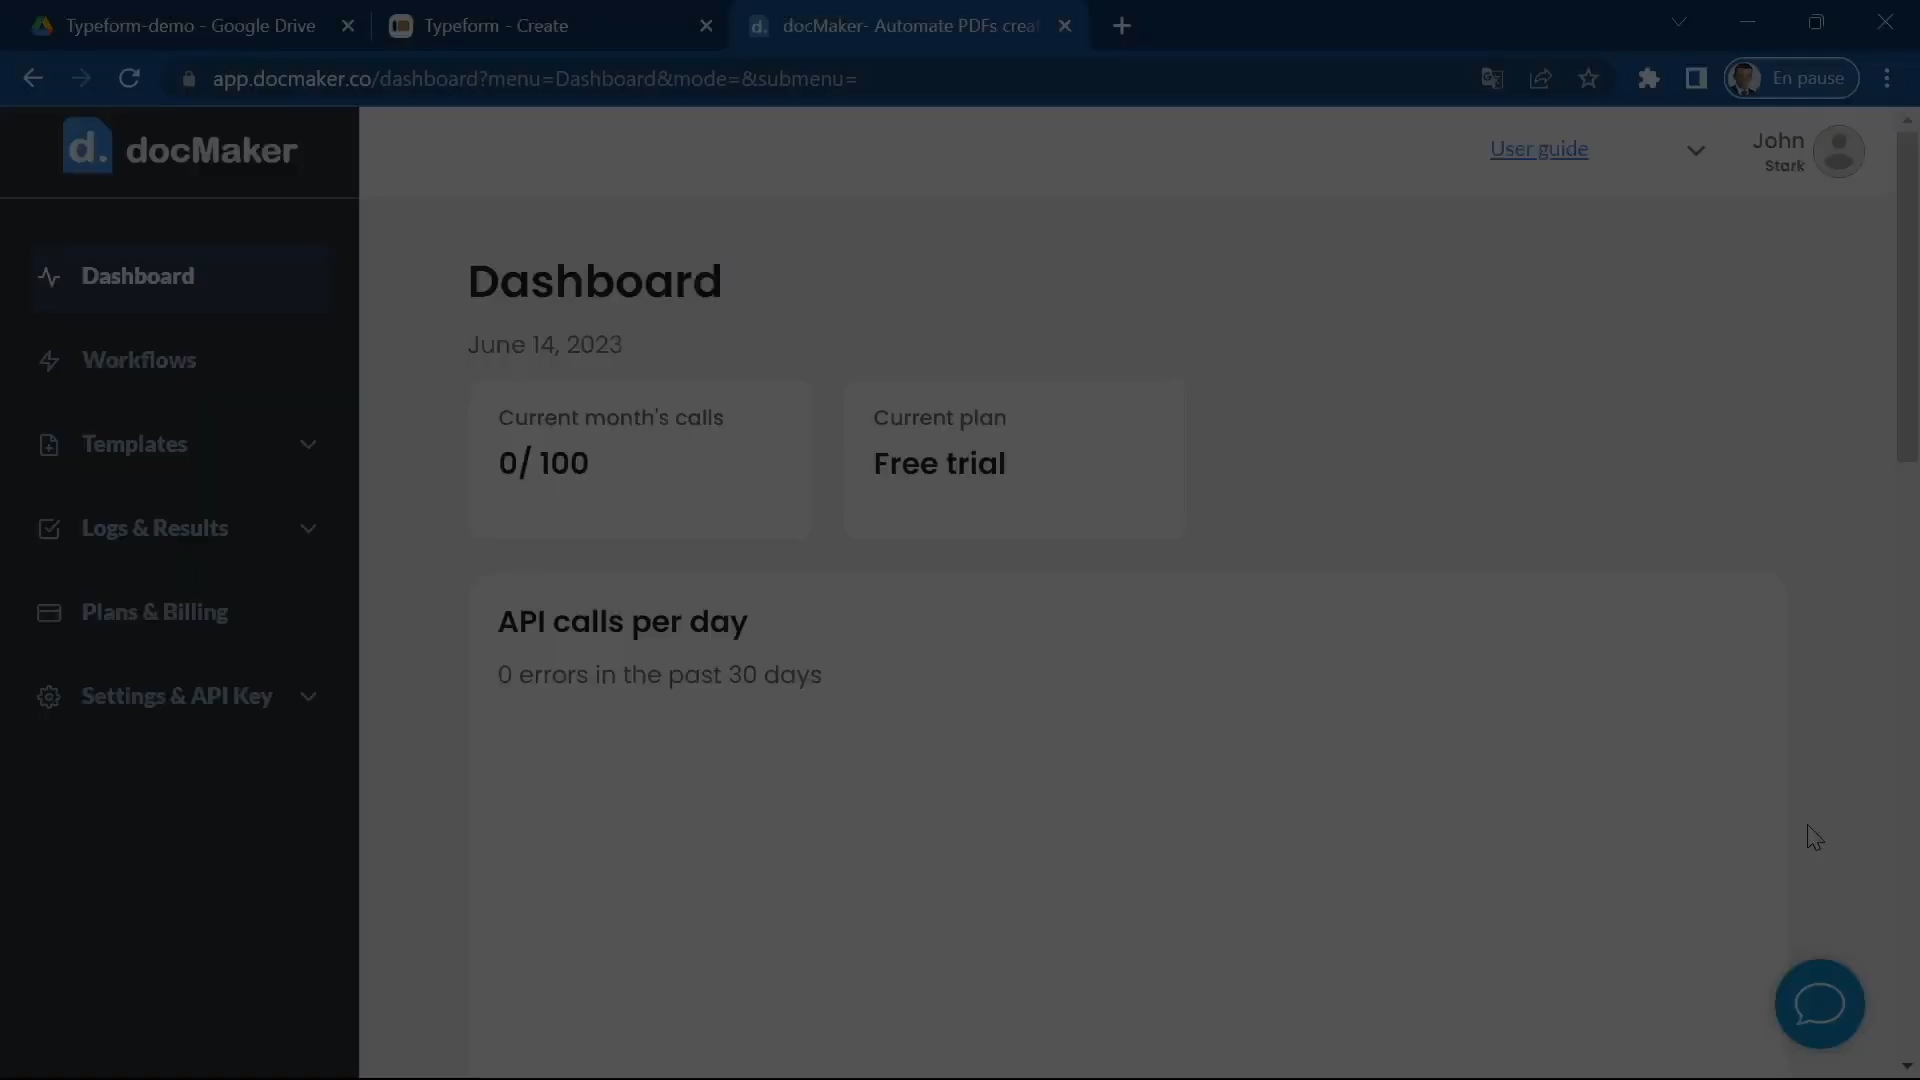 Typeform-demo - Google Drive
Typeform - Create
docMaker- Automate PDFs crea
app.docmaker.co/dashboard?menu=Dashboard&mode=&submenu=
En pause
d. docMaker
User guide
John
Stark
Dashboard
Workflows
Templates
Logs & Results
Plans & Billing
Settings & API Key
Dashboard
June 14, 2023
Current month's calls
0/ 100
Current plan
Free trial
API calls per day
0 errors in the past 30 days